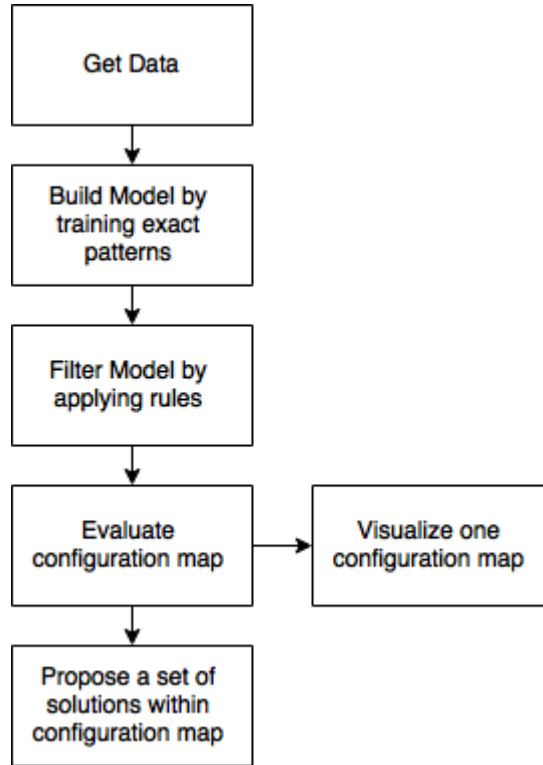 Get Data
Build Model by
training exact
patterns
Filter Model by
applying rules
Evaluate
configuration map
Visualize one
configuration map
Propose a set of
solutions within
configuration map